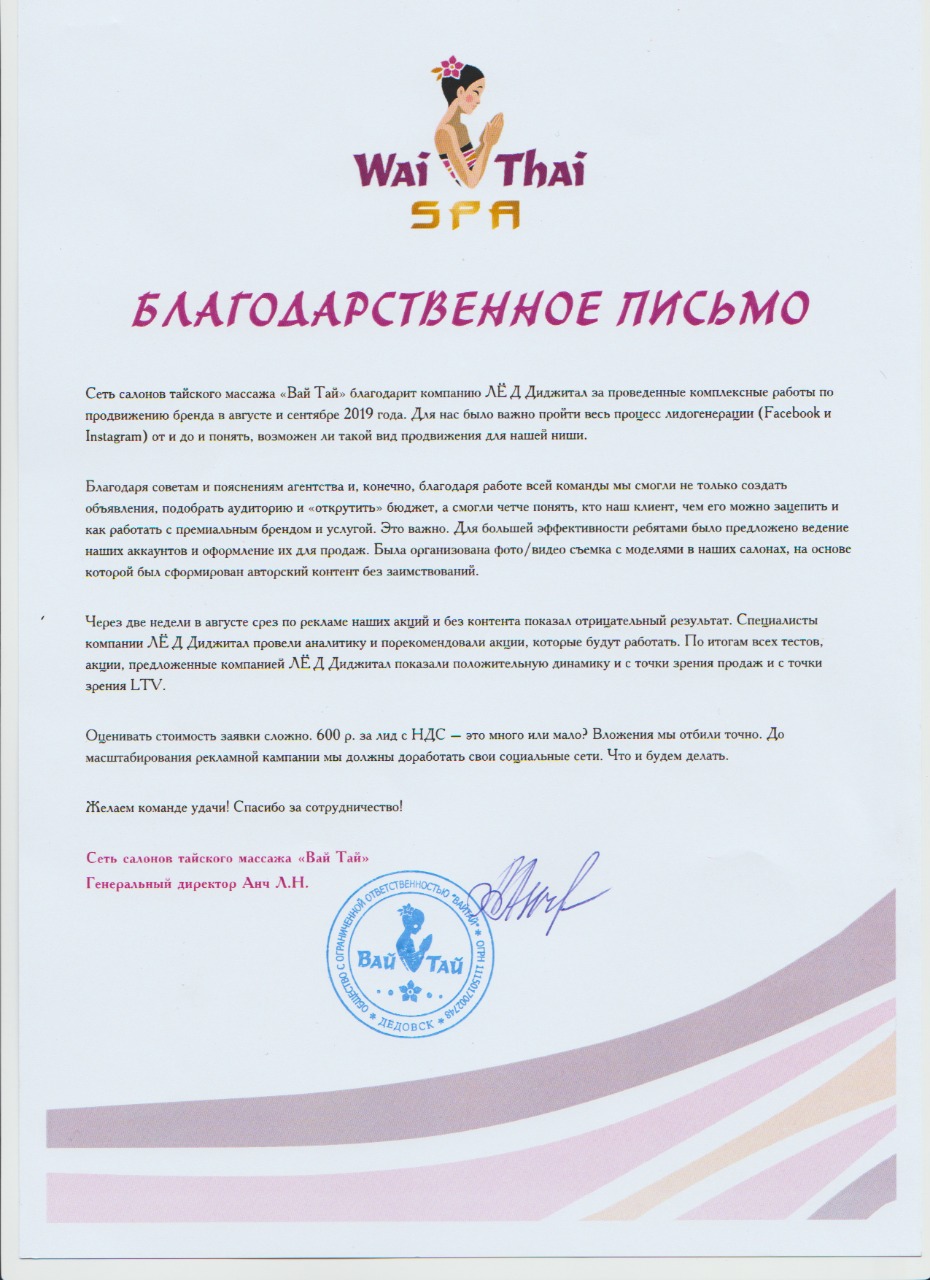 Wai Thai
SPA
БЛАГОДАРСТВЕННОЕ ПИСЬМО
Сеть салонов тайского массажа «Вай Тай» благодарит компанию ЛЁ Д Диджитал за проведенные комплексные работы по
продвижению бренда в августе и сентябре 2019 года. Для нас было важно пройти весь процесс лидогенерации (Facebook и
Instagram) от и до и понять, возможен ли такой вид продвижения для нашей ниши.
Благодаря советам и пояснениям агентства и, конечно, благодаря работе всей команды мы смогли не только создать
объявления, подобрать аудиторию и «открутить» бюджет, а смогли четче понять, кто наш клиент, чем его можно зацепить и
как работать с премиальным брендом и услугой. Это важно. Для большей эффективности ребятами было предложено ведение
наших аккаунтов и оформление их для продаж. Была организована фото/видео съемка с моделями в наших салонах, на основе
которой был сформирован авторский контент без заимствований.
Через две недели в августе срез по рекламе наших акций и без контента показал отрицательный результат. Специалисты
компании ЛЁ Д Диджитал провели аналитику и порекомендовали акции, которые будут работать. По итогам всех тестов,
акции, предложенные компанией ЛЁ Д Диджитал показали положительную динамику и с точки зрения продаж и с точки
зрения LTV.
Оценивать стоимость заявки сложно. 600 р. за лид с НДС — это много или мало? Вложения мы отбили точно. До
масштабирования рекламной кампании мы должны доработать свои социальные сети. Что и будем делать.
Желаем команде удачи! Спасибо за сотрудничество!
Сеть салонов тайского массажа «Вай Тай»
Генеральный директор Анч Л.Н.
ОБЩЕСТВО С ОГРАНИЧЕННОЙ ОТВЕТСТВЕННОСТЬЮ "ВАЙТАЙ" * ОГРН 1115017002748
Вай Тай
* ДЕДОВСК *